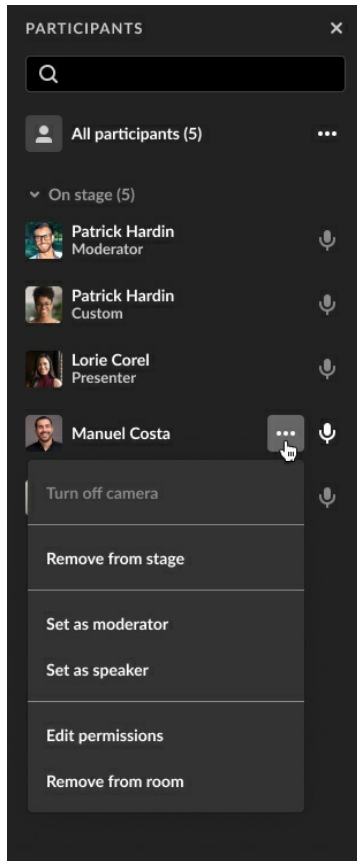 PARTICIPANTS
All participants (5)
On stage (5)
Patrick Hardin
Moderator
Patrick Hardin
Custom
Lorie Corel
Presenter
Manuel Costa
Turn off camera
Remove from stage
Set as moderator
Set as speaker
Edit permissions
Remove from room